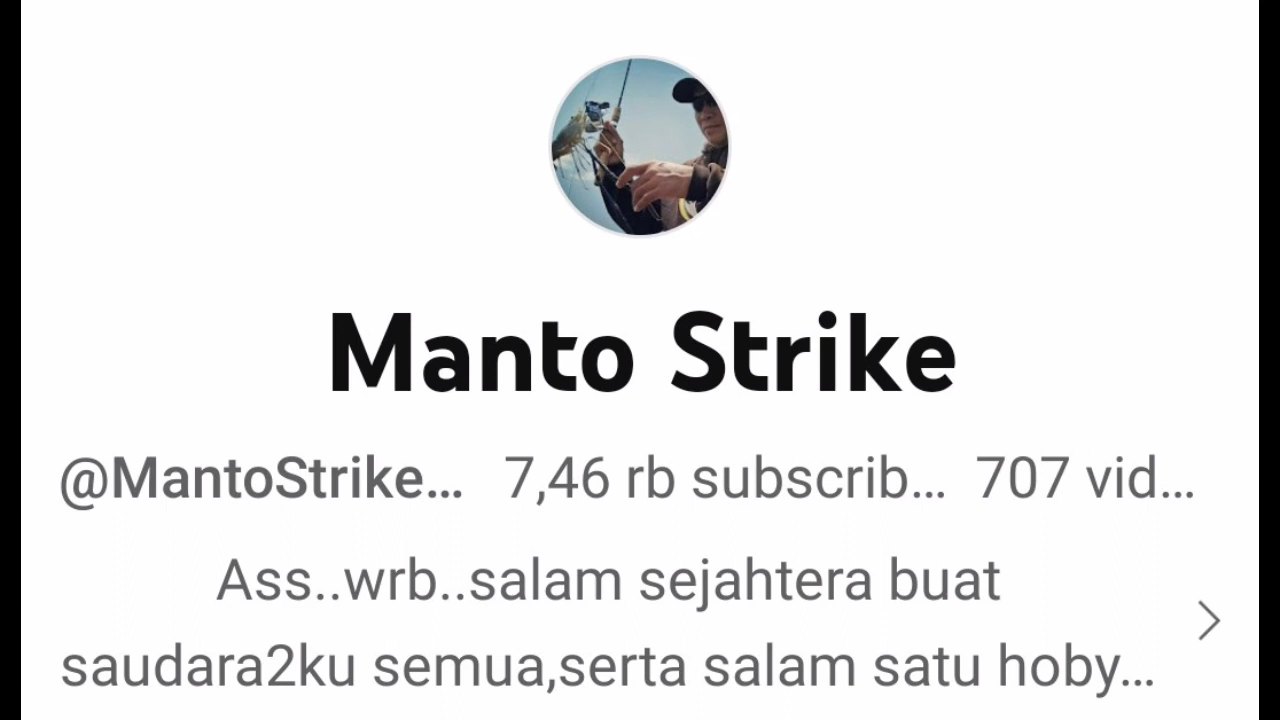 Manto Strike
@MantoStrike... 7,46 rb subscrib... 707 vid...
Ass..wrb..salam sejahtera buat
saudara2ku semua,serta salam satu hoby...